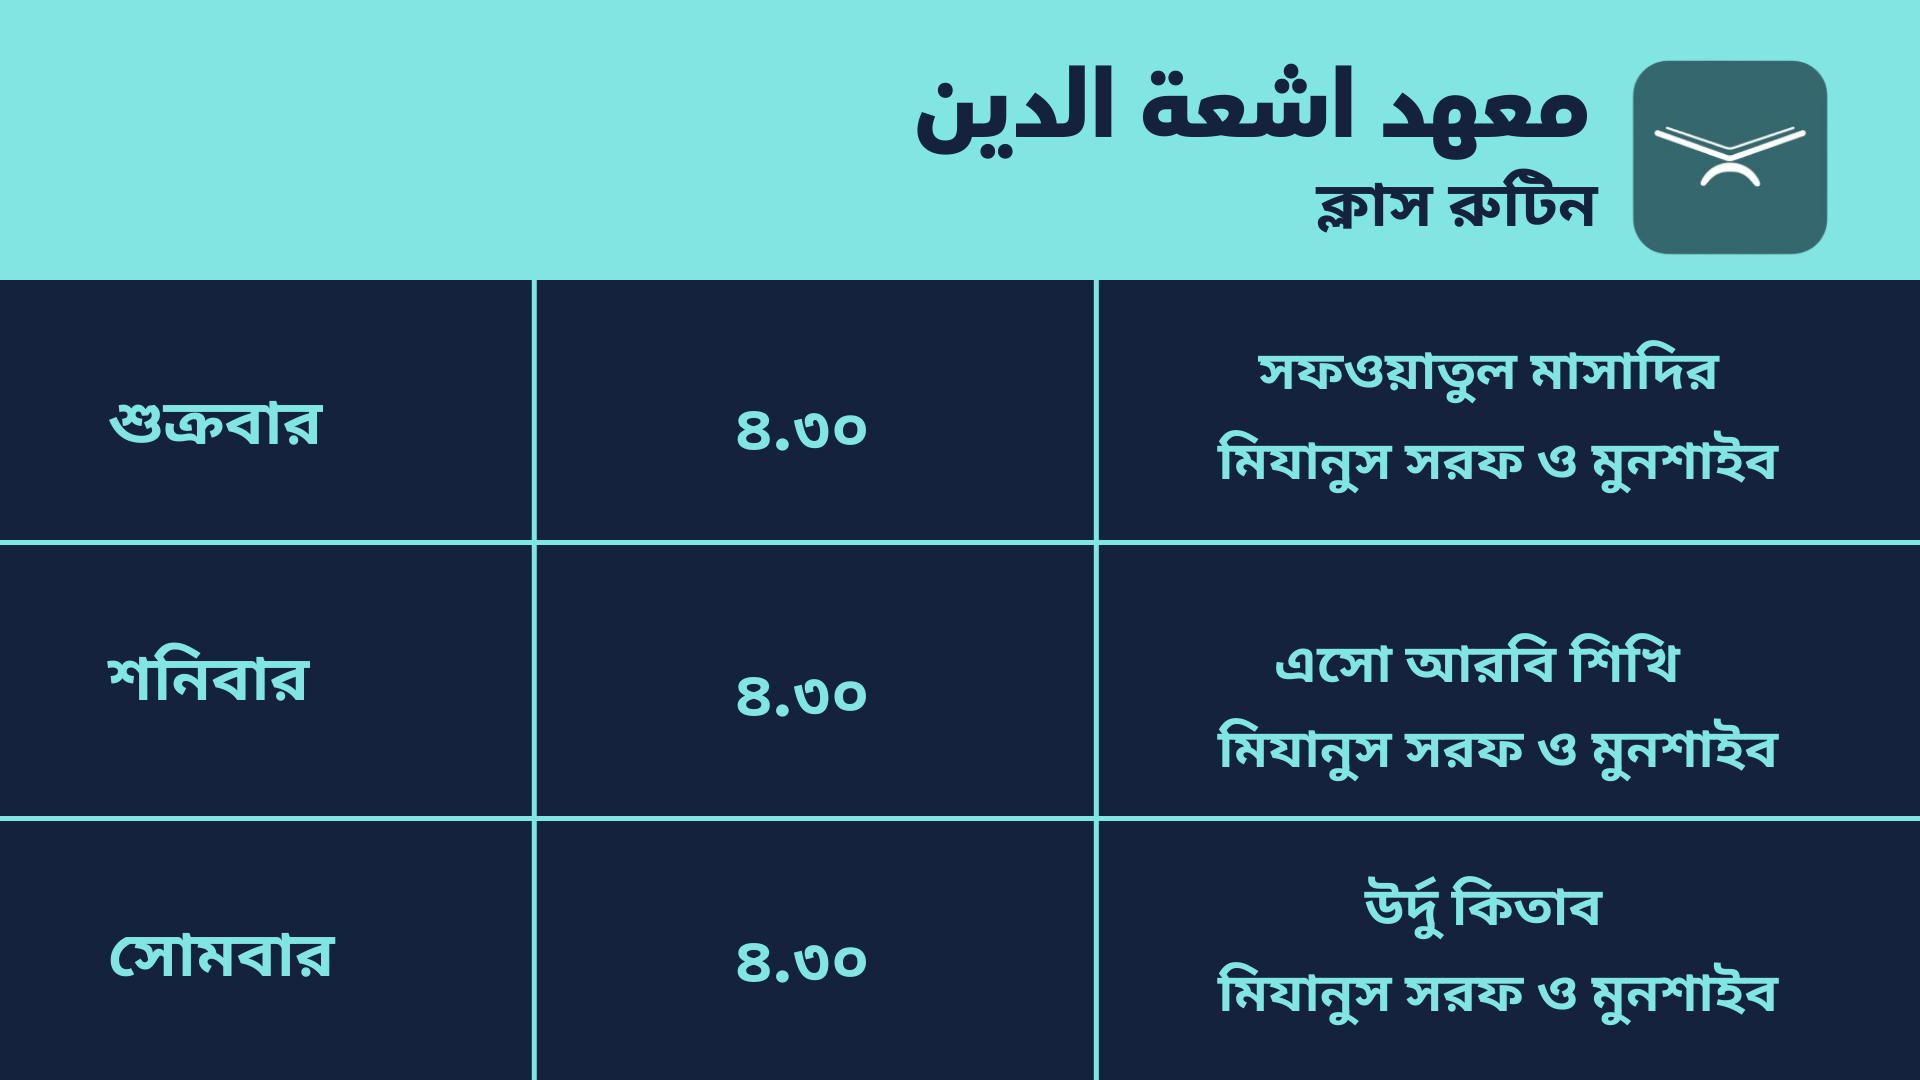 معهد اشعة الدين
ক্লাস রুটিন
শুক্রবার
৪.৩০
সফওয়াতুল মাসাদির
মিযানুস সরফ ও মুনশাইব
শনিবার
৪.৩০
এসো আরবি শিখি
মিযানুস সরফ ও মুনশাইব
সোমবার
৪.৩০
উর্দু কিতাব
মিযানুস সরফ ও মুনশাইব